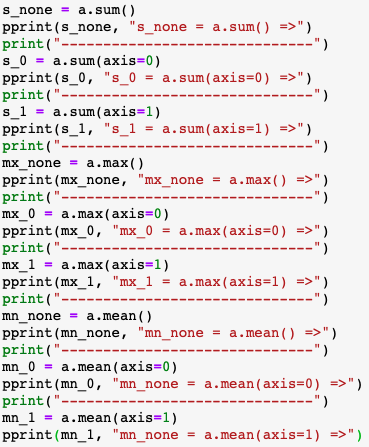 s_none = a.sum()
pprint(s_none, "s_none = a.sum() =>")
print("------------------------------")
s_0 = a.sum(axis=0)
pprint(s_0, "s_0 = a.sum(axis=0) =>")
print("------------------------------")
s_1 = a.sum(axis=1)
pprint(s_1, "s_1 = a.sum(axis=1) =>")
print("------------------------------")
mx_none = a.max()
pprint(mx_none, "mx_none = a.max() =>")
print("------------------------------")
mx_0 = a.max(axis=0)
pprint(mx_0, "mx_0 = a.max(axis=0) =>")
print("------------------------------")
mx_1 = a.max(axis=1)
pprint(mx_1, "mx_1 = a.max(axis=1) =>")
print("------------------------------")
mn_none = a.mean()
pprint(mn_none, "mn_none = a.mean() =>")
print("------------------------------")
mn_0 = a.mean(axis=0)
pprint(mn_0, "mn_none = a.mean(axis=0) =>")
print("------------------------------")
mn_1 = a.mean(axis=1)
pprint(mn_1, "mn_none = a.mean(axis=1) =>")